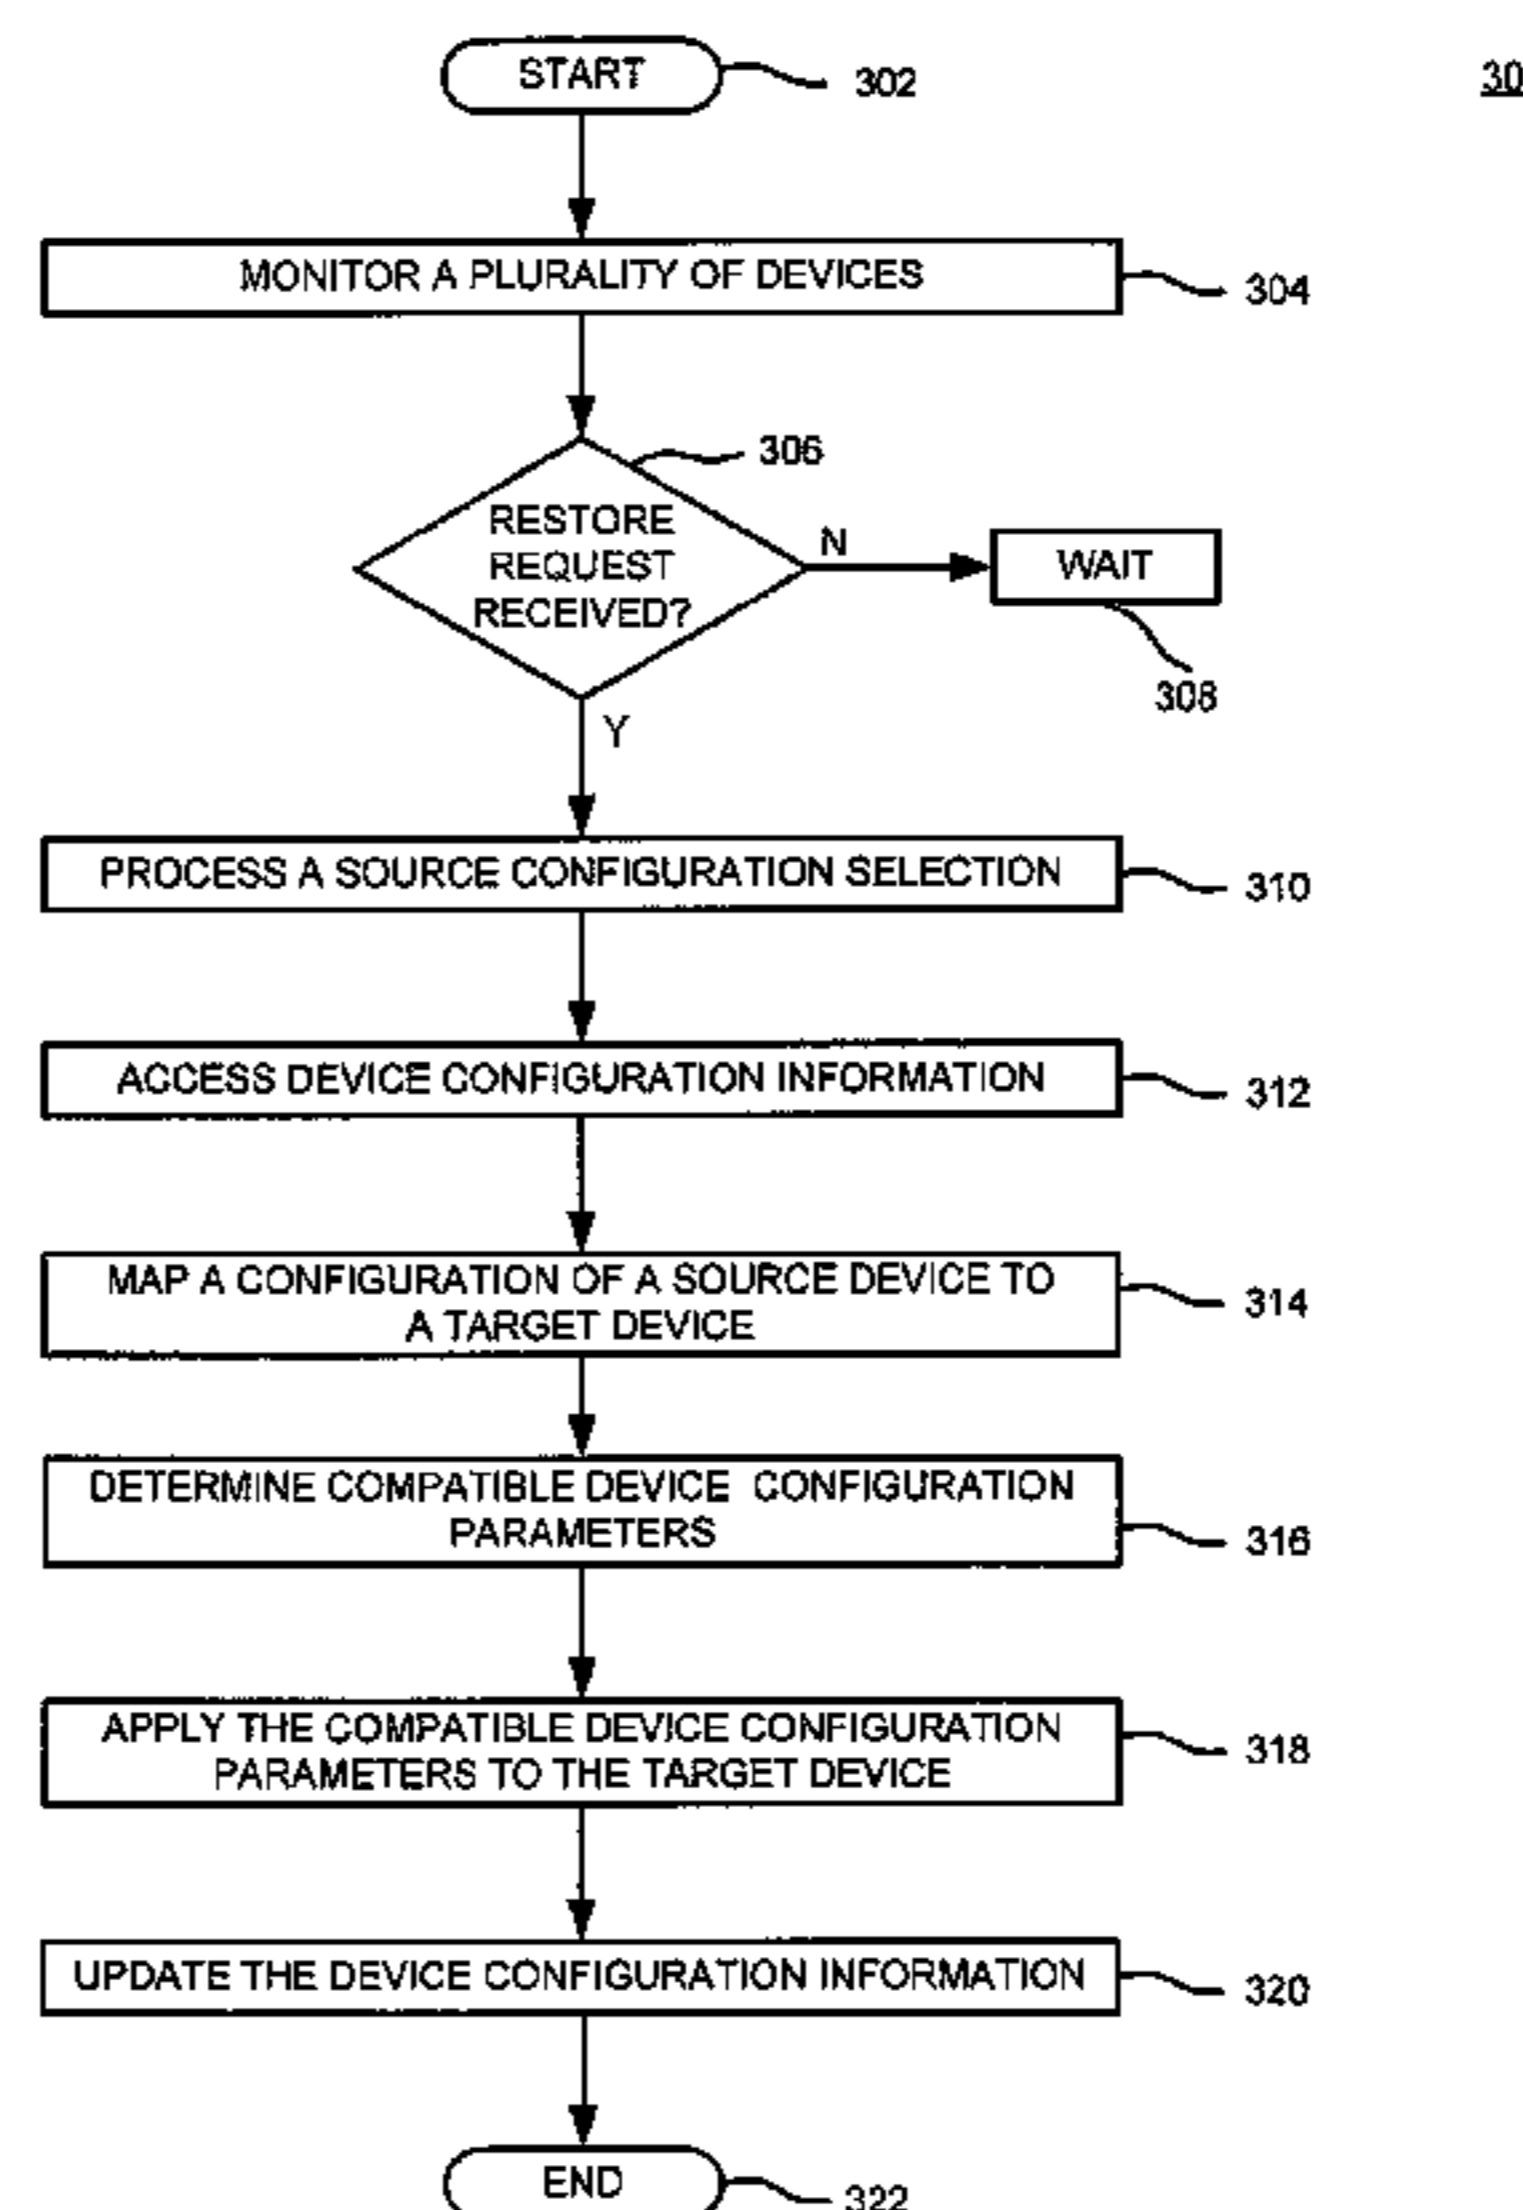 START
302
30
MONITOR A PLURALITY OF DEVICES
304
306
RESTORE
REQUEST
RECEIVED?
N
WAIT
308
Y
PROCESS A SOURCE CONFIGURATION SELECTION
310
ACCESS DEVICE CONFIGURATION INFORMATION
312
MAP A CONFIGURATION OF A SOURCE DEVICE TO
A TARGET DEVICE
314
DETERMINE COMPATIBLE DEVICE CONFIGURATION
PARAMETERS
316
APPLY THE COMPATIBLE DEVICE CONFIGURATION
PARAMETERS TO THE TARGET DEVICE
318
UPDATE THE DEVICE CONFIGURATION INFORMATION
320
END
322